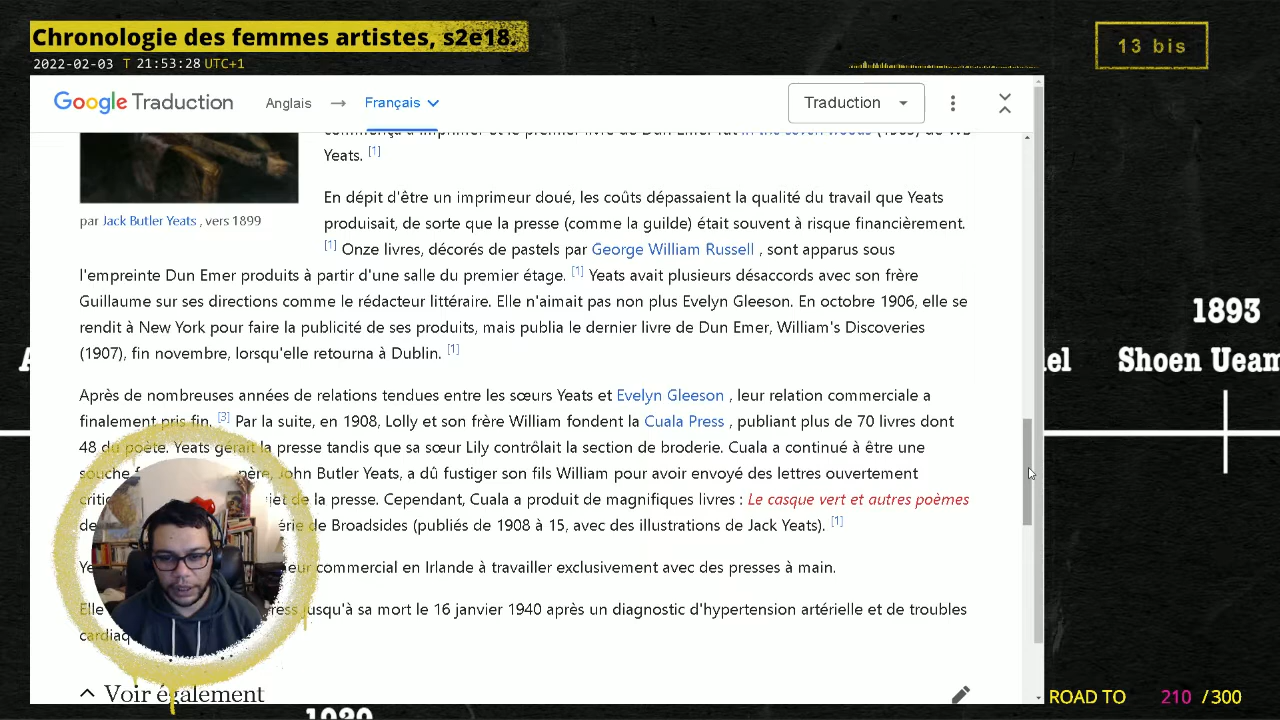 Chronologie des femmes artistes, s2e18,
2022-02-03 T 21:53:28 UTC+1
13 bis
Google Traduction
Anglais → Français
Traduction
Yeats. [1]
En dépit d'être un imprimeur doué, les coûts dépassaient la qualité du travail que Yeats
produisait, de sorte que la presse (comme la guilde) était souvent à risque financièrement.
[1] Onze livres, décorés de pastels par George William Russell , sont apparus sous
l'empreinte Dun Emer produits à partir d'une salle du premier étage. [1] Yeats avait plusieurs désaccords avec son frère
Guillaume sur ses directions comme le rédacteur littéraire. Elle n'aimait pas non plus Evelyn Gleeson. En octobre 1906, elle se
rendit à New York pour faire la publicité de ses produits, mais publia le dernier livre de Dun Emer, William's Discoveries
(1907), fin novembre, lorsqu'elle retourna à Dublin. [1]
par Jack Butler Yeats , vers 1899
Après de nombreuses années de relations tendues entre les sœurs Yeats et Evelyn Gleeson , leur relation commerciale a
finalement pris fin. [3] Par la suite, en 1908, Lolly et son frère William fondent la Cuala Press , publiant plus de 70 livres dont
48 du poète. Yeats gérait la presse tandis que sa sœur Lily contrôlait la section de broderie. Cuala a continué à être une
souche père, John Butler Yeats, a dû fustiger son fils William pour avoir envoyé des lettres ouvertement
de la presse. Cependant, Cuala a produit de magnifiques livres : Le casque vert et autres poèmes
de Broadsides (publiés de 1908 à 15, avec des illustrations de Jack Yeats). [1]
commercial en Irlande à travailler exclusivement avec des presses à main.
Elle jusqu'à sa mort le 16 janvier 1940 après un diagnostic d'hypertension artérielle et de troubles
Voir également
1893
Shoen Ueam
ROAD TO 210 / 300